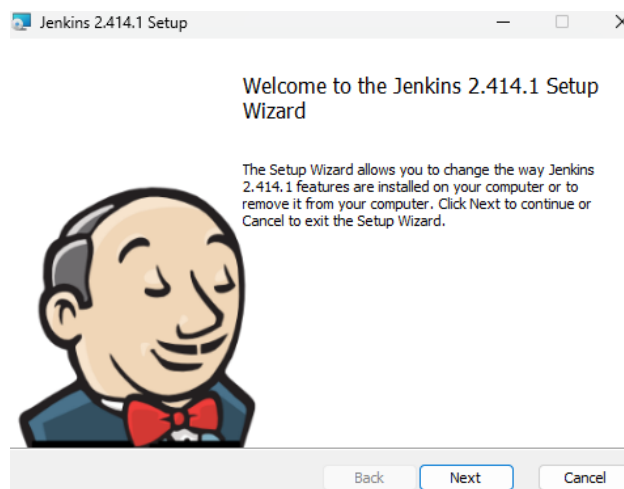 Jenkins 2.414.1 Setup
Welcome to the Jenkins 2.414.1 Setup
Wizard
The Setup Wizard allows you to change the way Jenkins
2.414.1 features are installed on your computer or to
remove it from your computer. Click Next to continue or
Cancel to exit the Setup Wizard.
Back Next Cancel